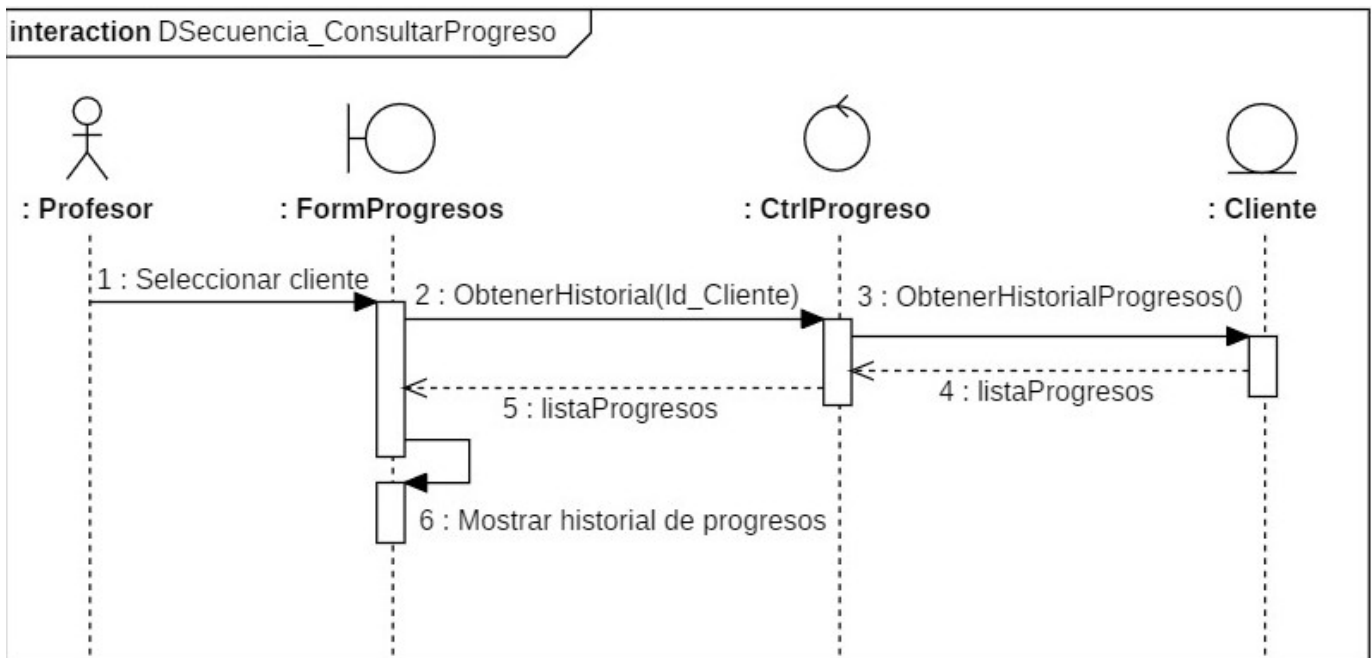 interaction DSecuencia_ConsultarProgreso
: Profesor
: FormProgresos
: CtrlProgreso
: Cliente
1 : Seleccionar cliente
2 : ObtenerHistorial(Id_Cliente)
3 : ObtenerHistorialProgresos()
4 : listaProgresos
5 : listaProgresos
6 : Mostrar historial de progresos